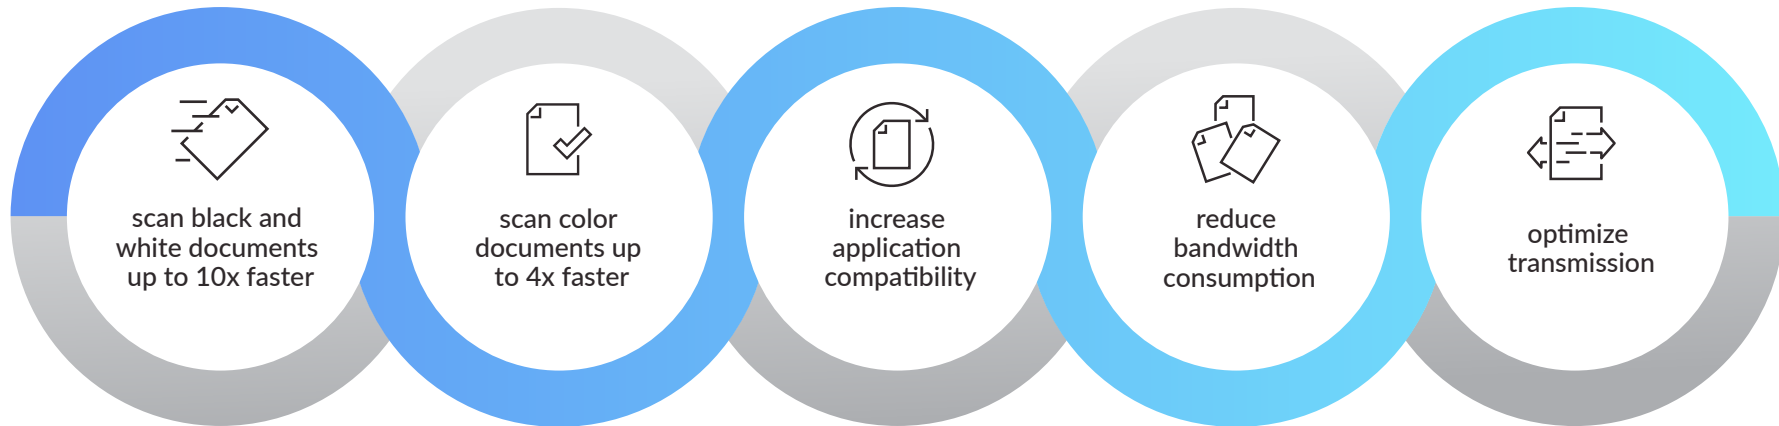 scan black and
white documents
up to 10x faster
scan color
documents up
to 4x faster
increase
application
compatibility
reduce
bandwidth
consumption
optimize
transmission